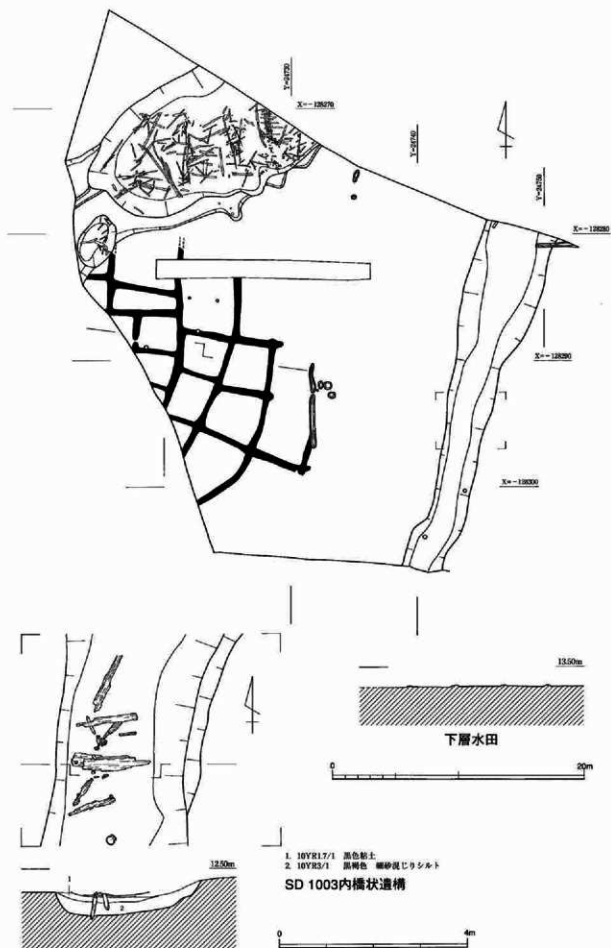 Y=24730
X=-128270
Y=24740
Y=24750
X=-128280
X=-128290
X=-128300
13.50m
下層水田
0
20m
12.50m
1
2
1. 10YR1.7/1 黒色粘土
2. 10YR3/1 黒褐色 細砂混じりシルト
SD 1003内橋状遺構
0
4m